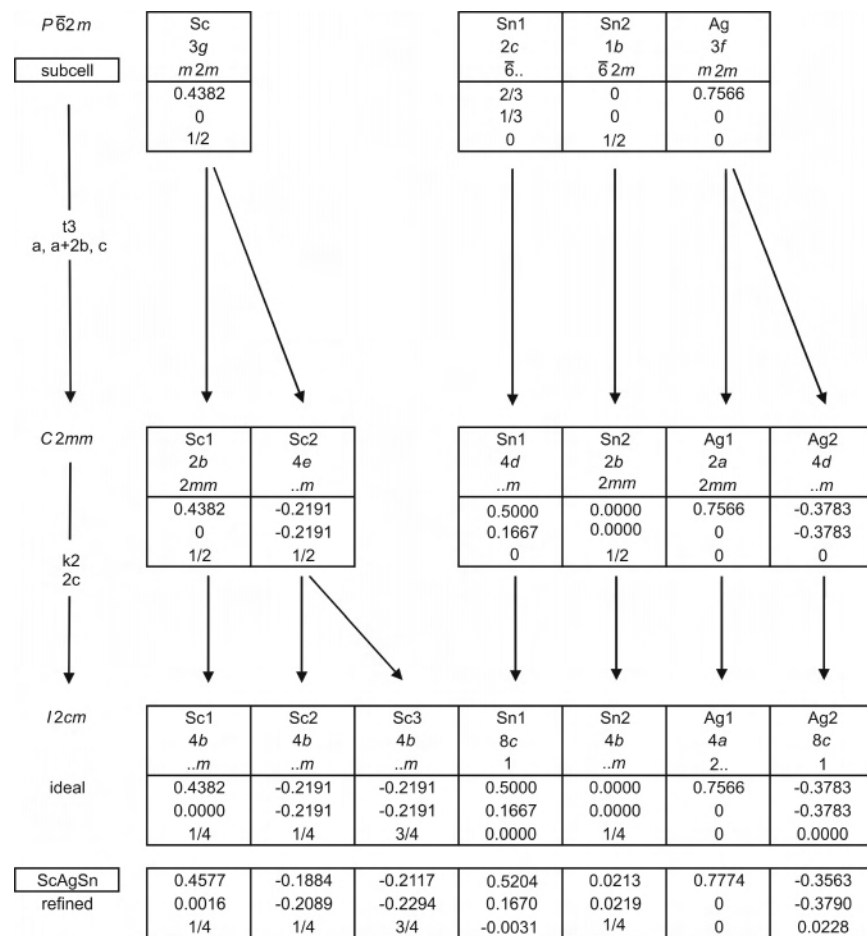 P6̅2m
Sc
Sn1 Sn2 Ag
3g
2c 1b 3f
subcell
m2m
6̅.. 6̅2m m2m
0.4382
2/3 0 0.7566
0
1/3 0 0
1/2
0 1/2 0
t3
a, a+2b, c
C2mm
Sc1 Sc2
Sn1 Sn2 Ag1 Ag2
2b 4e
4d 2b 2a 4d
2mm ..m
..m 2mm 2mm ..m
0.4382 -0.2191
0.5000 0.0000 0.7566 -0.3783
0 -0.2191
0.1667 0.0000 0 -0.3783
1/2 1/2
0 1/2 0 0
k2
2c
I2cm
Sc1 Sc2 Sc3 Sn1 Sn2 Ag1 Ag2
4b 4b 4b 8c 4b 4a 8c
..m ..m ..m 1 ..m 2.. 1
ideal
0.4382 -0.2191 -0.2191 0.5000 0.0000 0.7566 -0.3783
0.0000 -0.2191 -0.2191 0.1667 0.0000 0 -0.3783
1/4 1/4 3/4 0.0000 1/4 0 0.0000
ScAgSn
refined
0.4577 -0.1884 -0.2117 0.5204 0.0213 0.7774 -0.3563
0.0016 -0.2089 -0.2294 0.1670 0.0219 0 -0.3790
1/4 1/4 3/4 -0.0031 1/4 0 0.0228